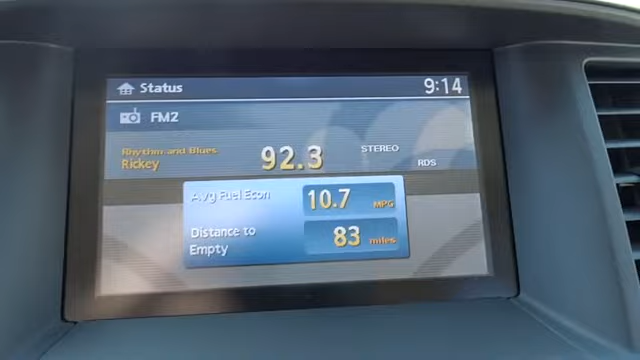 Status 9:14
FM2
Rhythm and Blues
Rickey 92.3 STEREO RDS
Avg Fuel Econ 10.7 MPG
Distance to
Empty 83 miles